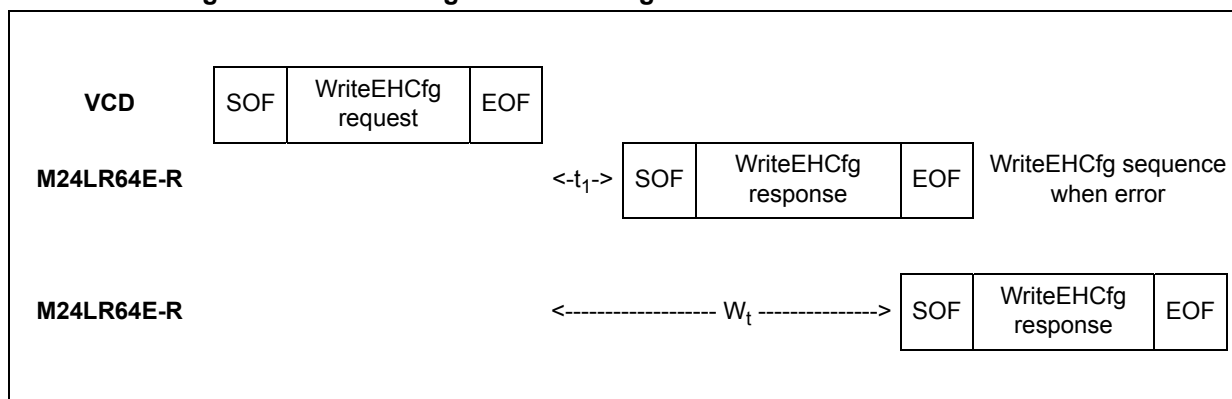 VCD
SOF
WriteEHCfg
request
EOF
M24LR64E-R
<-t₁->
SOF
WriteEHCfg
response
EOF
WriteEHCfg sequence
when error
M24LR64E-R
<-------------------- Wₜ --------------->
SOF
WriteEHCfg
response
EOF